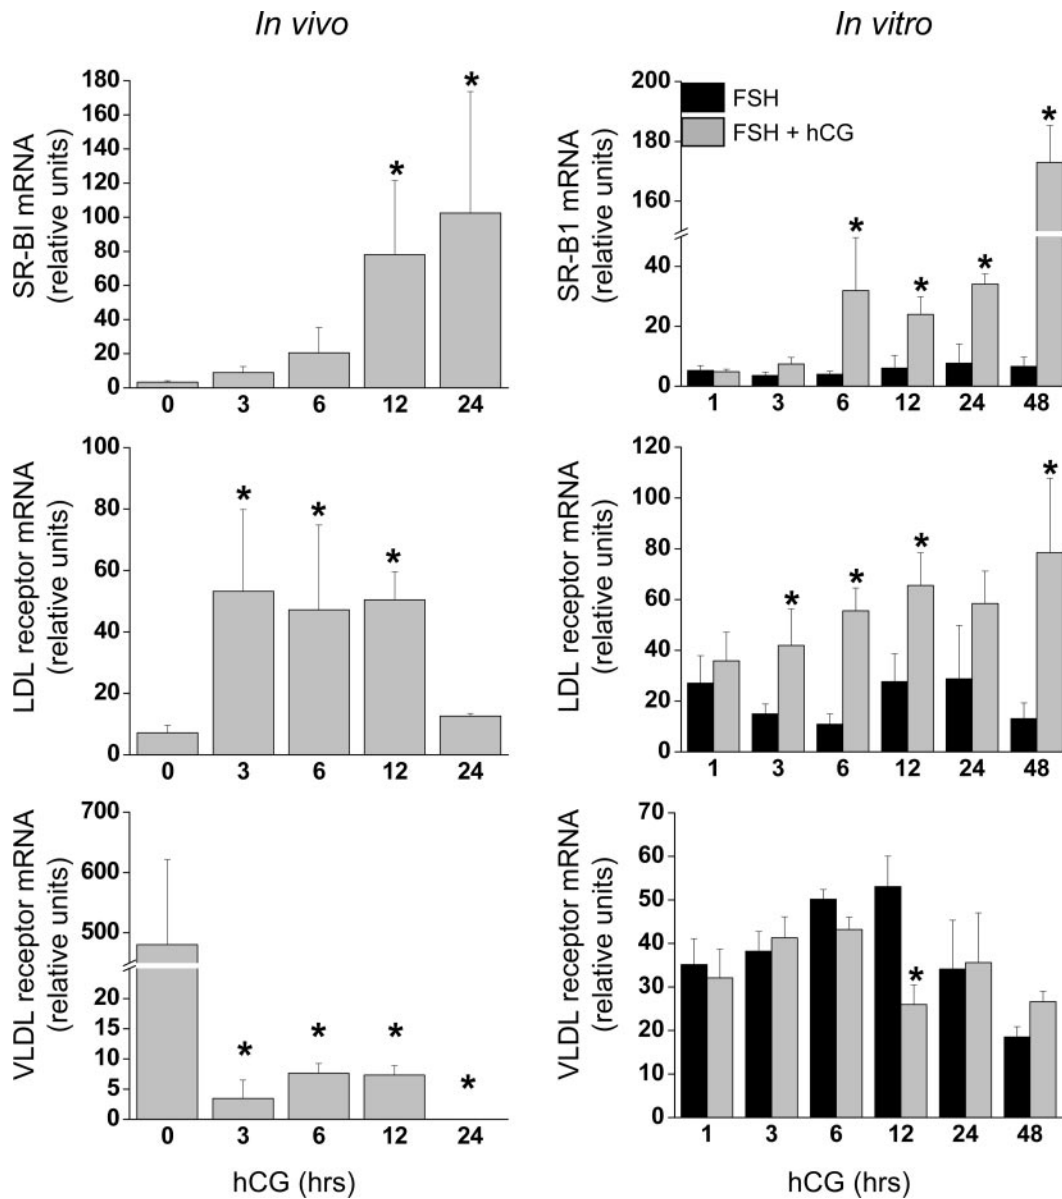 In vivo
In vitro
SR-BI mRNA
(relative units)
180
160
140
120
100
80
60
40
20
0
* *
0 3 6 12 24
SR-B1 mRNA
(relative units)
200
180
160
40
20
0
FSH
FSH + hCG
* * * *
1 3 6 12 24 48
LDL receptor mRNA
(relative units)
100
80
60
40
20
0
* * *
0 3 6 12 24
LDL receptor mRNA
(relative units)
120
100
80
60
40
20
0
* * * *
1 3 6 12 24 48
VLDL receptor mRNA
(relative units)
700
600
500
20
15
10
5
0
* * * *
0 3 6 12 24
hCG (hrs)
VLDL receptor mRNA
(relative units)
70
60
50
40
30
20
10
0
*
1 3 6 12 24 48
hCG (hrs)